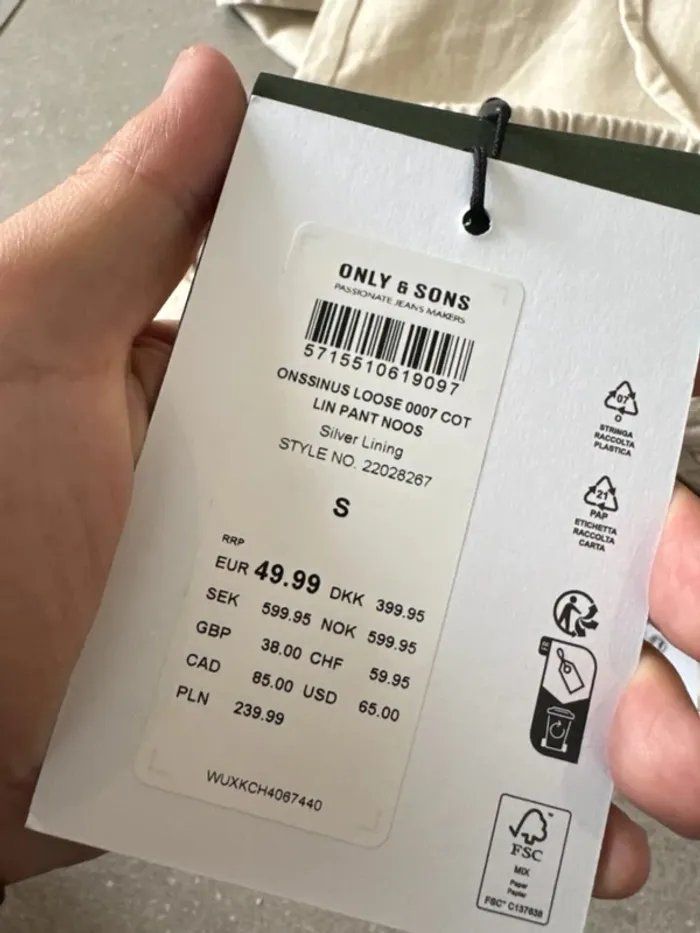 ONLY & SONS
PASSIONATE JEANS MAKERS
5715510619097
ONSSINUS LOOSE 0007 COT
LIN PANT NOOS
Silver Lining
STYLE NO. 22028267
S
RRP
EUR 49.99 DKK 399.95
SEK 599.95 NOK 599.95
GBP 38.00 CHF 59.95
CAD 85.00 USD 65.00
PLN 239.99
WUXKCH4067440
07
O
STRINGA
RACCOLTA
PLASTICA
21
PAP
ETICHETTA
RACCOLTA
CARTA
FSC
MIX
Paper
Papier
FSC® C137638